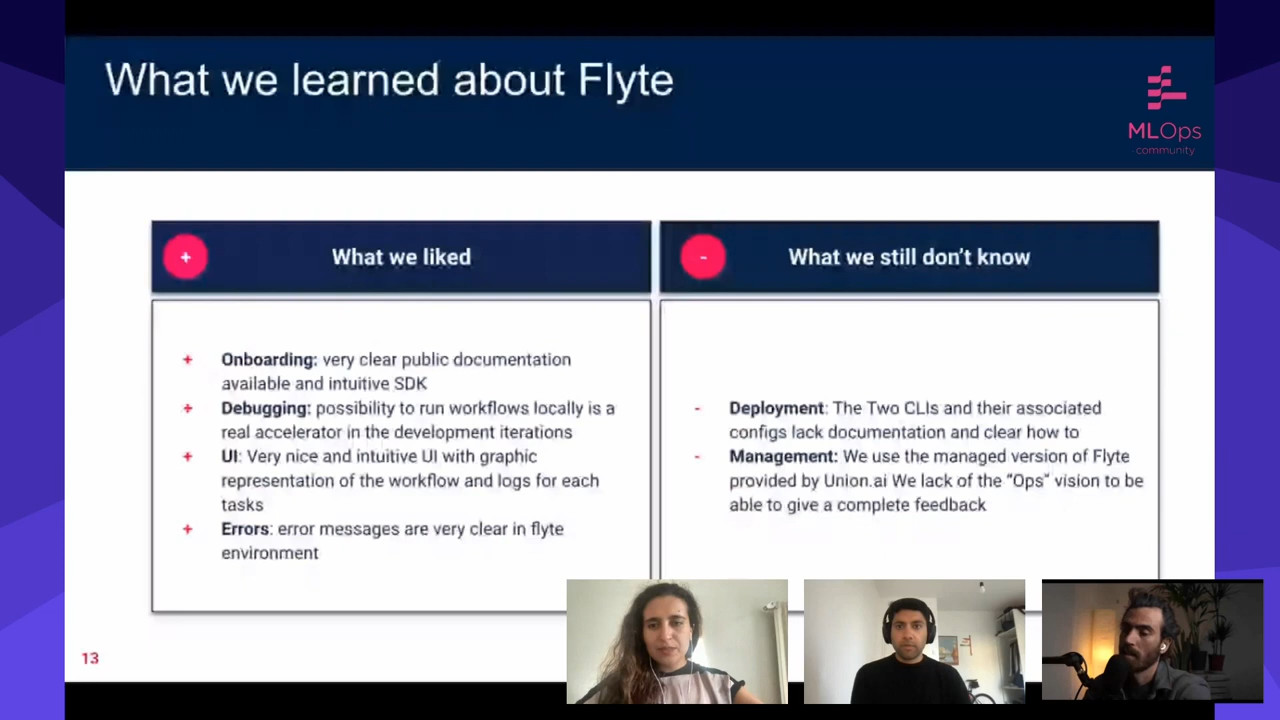 What we learned about Flyte
MLOps
community
+
What we liked
-
What we still don't know
+ Onboarding: very clear public documentation
available and intuitive SDK
+ Debugging: possibility to run workflows locally is a
real accelerator in the development iterations
+ UI: Very nice and intuitive UI with graphic
representation of the workflow and logs for each
tasks
+ Errors: error messages are very clear in flyte
environment
- Deployment: The Two CLIs and their associated
configs lack documentation and clear how to
- Management: We use the managed version of Flyte
provided by Union.ai We lack of the “Ops” vision to be
able to give a complete feedback
13